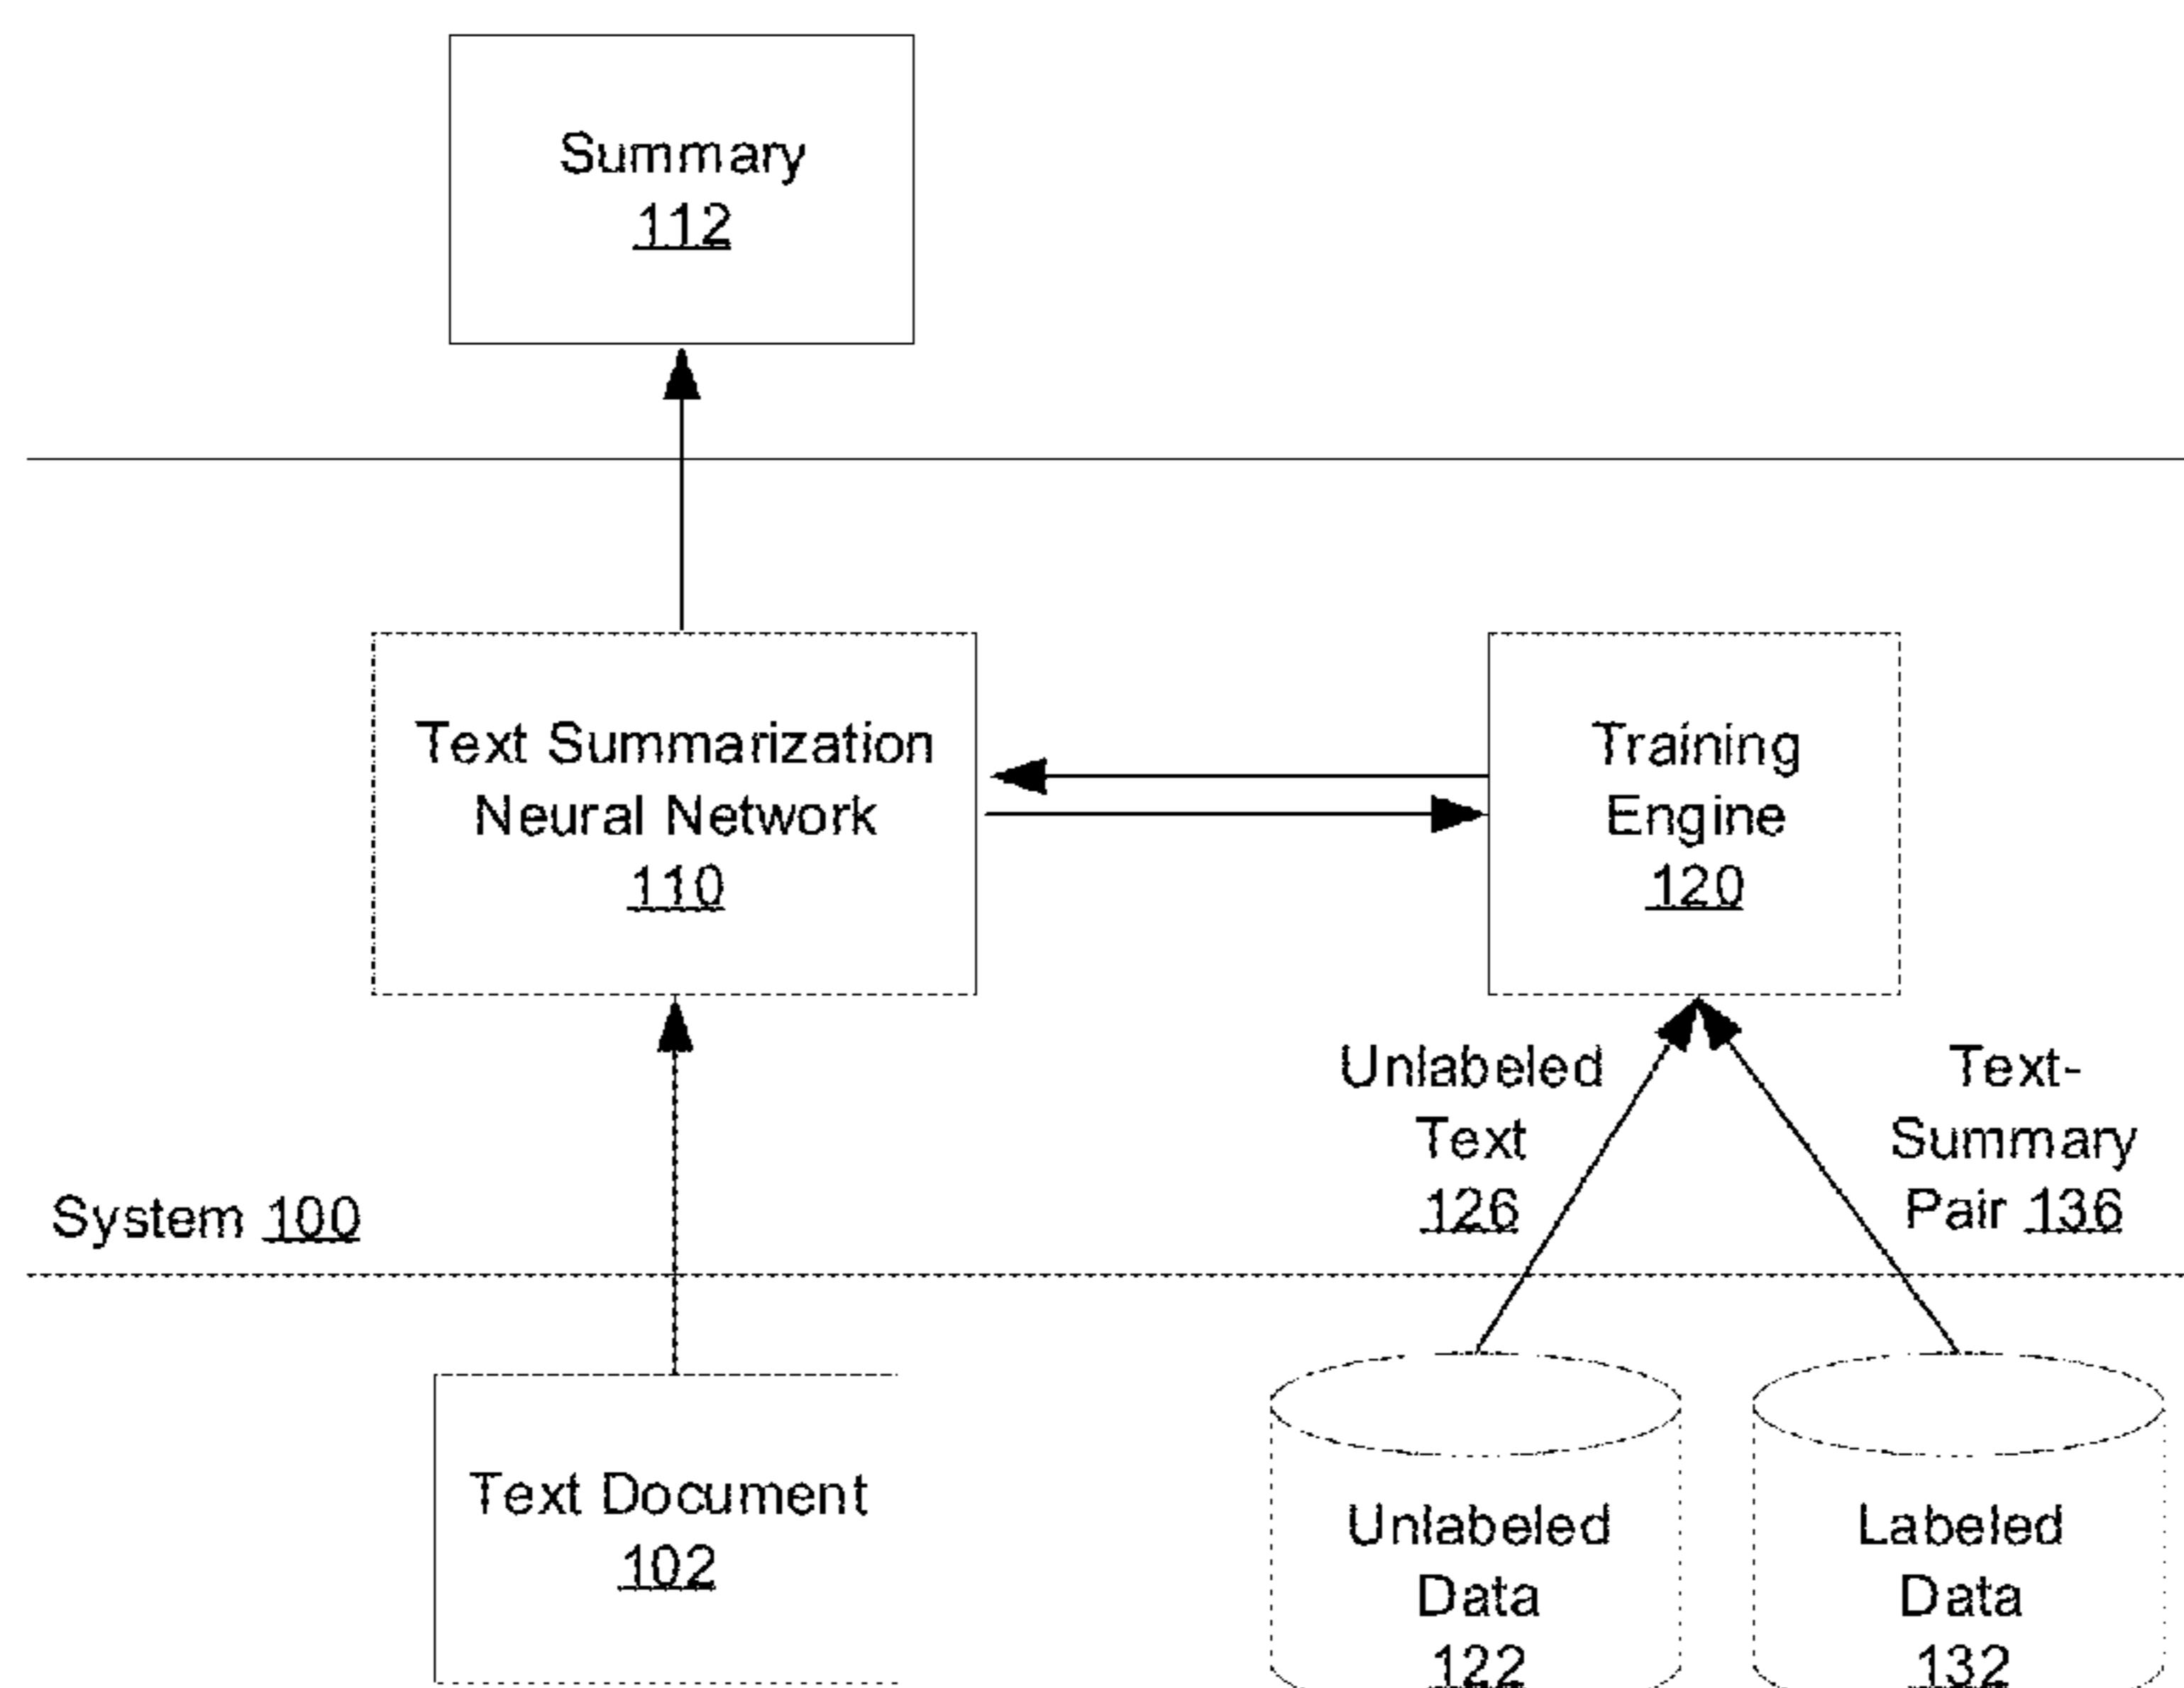 Summary
112
Text Summarization
Neural Network
110
Training
Engine
120
Unlabeled
Text
126
Text-
Summary
Pair 136
System 100
Text Document
102
Unlabeled
Data
122
Labeled
Data
132